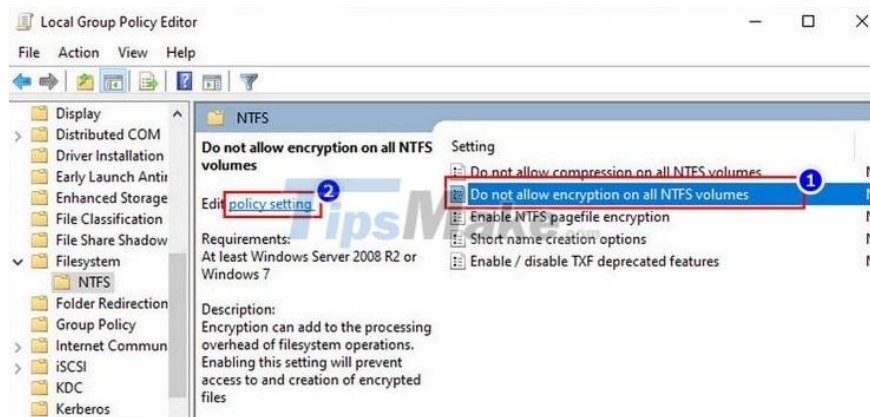 Local Group Policy Editor
File Action View Help
Display
Distributed COM
Driver Installation
Early Launch Antir
Enhanced Storage
File Classification
File Share Shadow
Filesystem
NTFS
Folder Redirection
Group Policy
Internet Commun
iSCSI
KDC
Kerberos
NTFS
Do not allow encryption on all NTFS
volumes
2
Edit policy setting
Requirements:
At least Windows Server 2008 R2 or
Windows 7
Description:
Encryption can add to the processing
overhead of filesystem operations.
Enabling this setting will prevent
access to and creation of encrypted
files
Setting
Do not allow compression on all NTFS volumes
1
Do not allow encryption on all NTFS volumes
Enable NTFS pagefile encryption
Short name creation options
Enable / disable TXF deprecated features
TipsMake.com